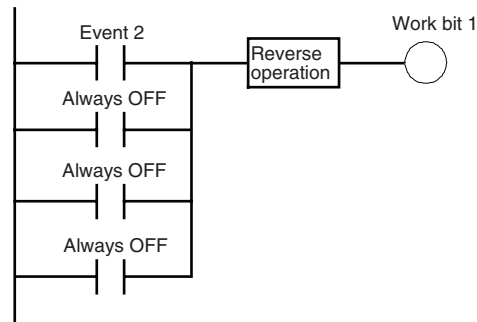 Work bit 1
Event 2
Reverse
operation
Always OFF
Always OFF
Always OFF